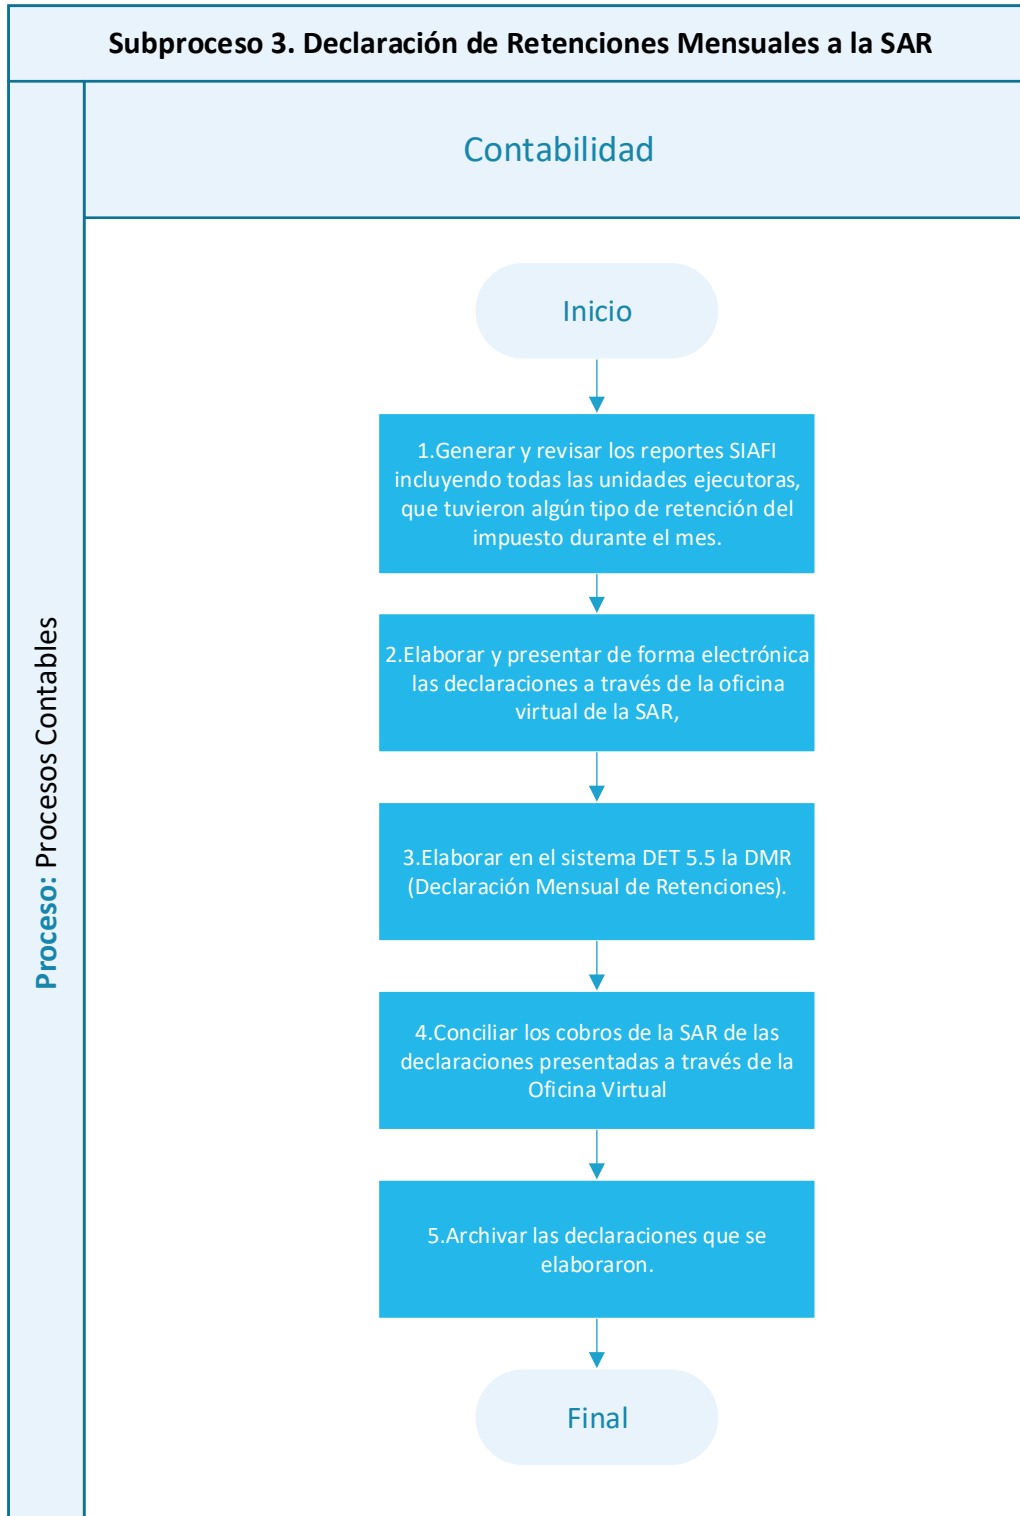 Subproceso 3. Declaración de Retenciones Mensuales a la SAR
Contabilidad
Proceso: Procesos Contables
Inicio
1.Generar y revisar los reportes SIAFI
incluyendo todas las unidades ejecutoras,
que tuvieron algún tipo de retención del
impuesto durante el mes.
2.Elaborar y presentar de forma electrónica
las declaraciones a través de la oficina
virtual de la SAR,
3.Elaborar en el sistema DET 5.5 la DMR
(Declaración Mensual de Retenciones).
4.Conciliar los cobros de la SAR de las
declaraciones presentadas a través de la
Oficina Virtual
5.Archivar las declaraciones que se
elaboraron.
Final